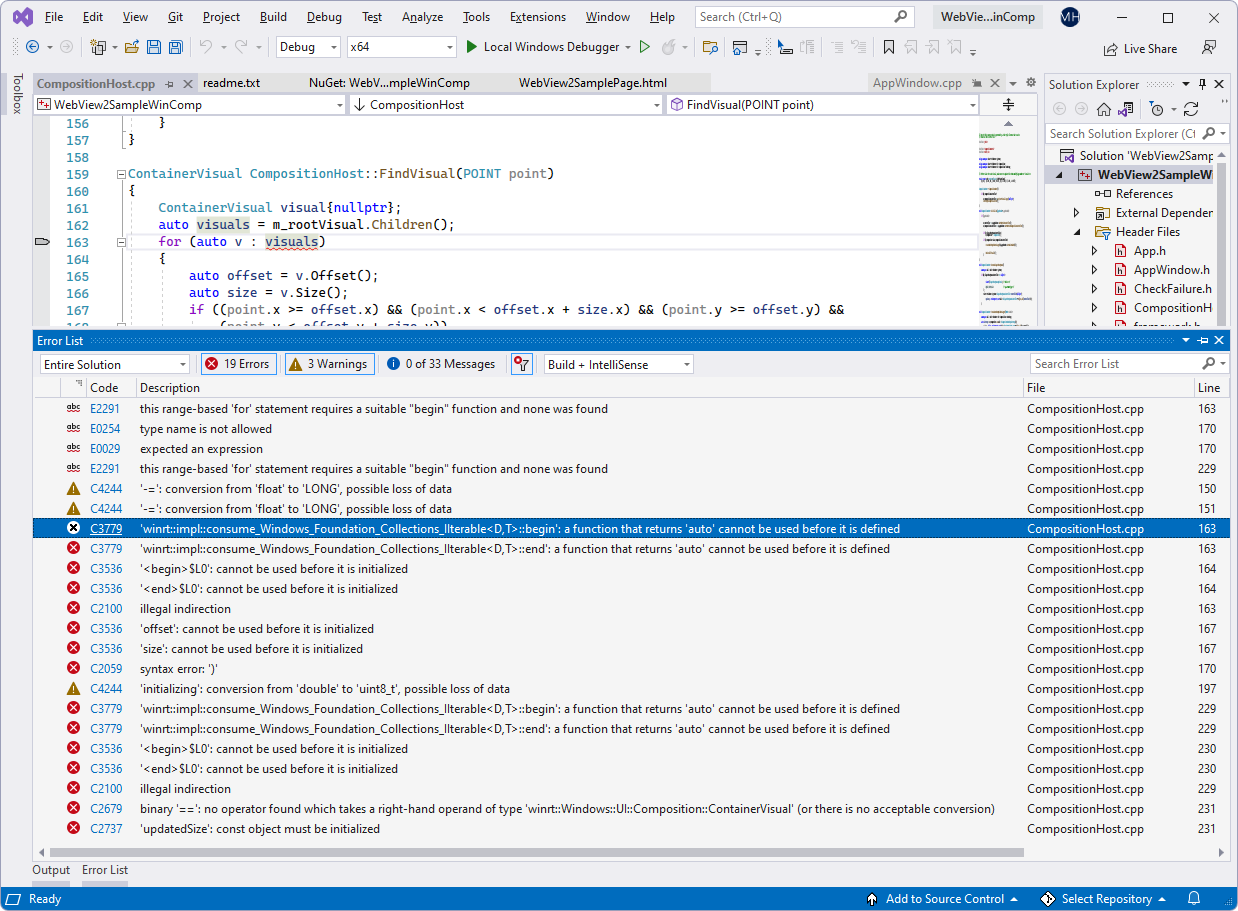 File Edit View Git Project Build Debug Test Analyze Tools Extensions Window Help Search (Ctrl+Q) WebVie...inComp MH
Debug x64 Local Windows Debugger Live Share
Toolbox
CompositionHost.cpp readme.txt NuGet: WebV...mpleWinComp WebView2SamplePage.html AppWindow.cpp
WebView2SampleWinComp CompositionHost FindVisual(POINT point)
156 }
157 }
158
159 ContainerVisual CompositionHost::FindVisual(POINT point)
160 {
161 ContainerVisual visual{nullptr};
162 auto visuals = m_rootVisual.Children();
163 for (auto v : visuals)
164 {
165 auto offset = v.Offset();
166 auto size = v.Size();
167 if ((point.x >= offset.x) && (point.x < offset.x + size.x) && (point.y >= offset.y) &&
168 (point.y < offset.y + size.y))
Solution Explorer
Search Solution Explorer (Ct
Solution 'WebView2Samp
WebView2SampleW
References
External Dependen
Header Files
App.h
AppWindow.h
CheckFailure.h
CompositionH
framework.h
Error List
Entire Solution 19 Errors 3 Warnings 0 of 33 Messages Build + IntelliSense Search Error List
Code Description File Line
abc E2291 this range-based 'for' statement requires a suitable "begin" function and none was found CompositionHost.cpp 163
abc E0254 type name is not allowed CompositionHost.cpp 170
abc E0029 expected an expression CompositionHost.cpp 170
abc E2291 this range-based 'for' statement requires a suitable "begin" function and none was found CompositionHost.cpp 229
C4244 '-=': conversion from 'float' to 'LONG', possible loss of data CompositionHost.cpp 150
C4244 '-=': conversion from 'float' to 'LONG', possible loss of data CompositionHost.cpp 151
C3779 'winrt::impl::consume_Windows_Foundation_Collections_IIterable<D,T>::begin': a function that returns 'auto' cannot be used before it is defined CompositionHost.cpp 163
C3779 'winrt::impl::consume_Windows_Foundation_Collections_IIterable<D,T>::end': a function that returns 'auto' cannot be used before it is defined CompositionHost.cpp 163
C3536 '<begin>$L0': cannot be used before it is initialized CompositionHost.cpp 164
C3536 '<end>$L0': cannot be used before it is initialized CompositionHost.cpp 164
C2100 illegal indirection CompositionHost.cpp 163
C3536 'offset': cannot be used before it is initialized CompositionHost.cpp 167
C3536 'size': cannot be used before it is initialized CompositionHost.cpp 167
C2059 syntax error: ')' CompositionHost.cpp 170
C4244 'initializing': conversion from 'double' to 'uint8_t', possible loss of data CompositionHost.cpp 197
C3779 'winrt::impl::consume_Windows_Foundation_Collections_IIterable<D,T>::begin': a function that returns 'auto' cannot be used before it is defined CompositionHost.cpp 229
C3779 'winrt::impl::consume_Windows_Foundation_Collections_IIterable<D,T>::end': a function that returns 'auto' cannot be used before it is defined CompositionHost.cpp 229
C3536 '<begin>$L0': cannot be used before it is initialized CompositionHost.cpp 230
C3536 '<end>$L0': cannot be used before it is initialized CompositionHost.cpp 230
C2100 illegal indirection CompositionHost.cpp 229
C2679 binary '==': no operator found which takes a right-hand operand of type 'winrt::Windows::UI::Composition::ContainerVisual' (or there is no acceptable conversion) CompositionHost.cpp 231
C2737 'updatedSize': const object must be initialized CompositionHost.cpp 231
Output Error List
Ready Add to Source Control Select Repository